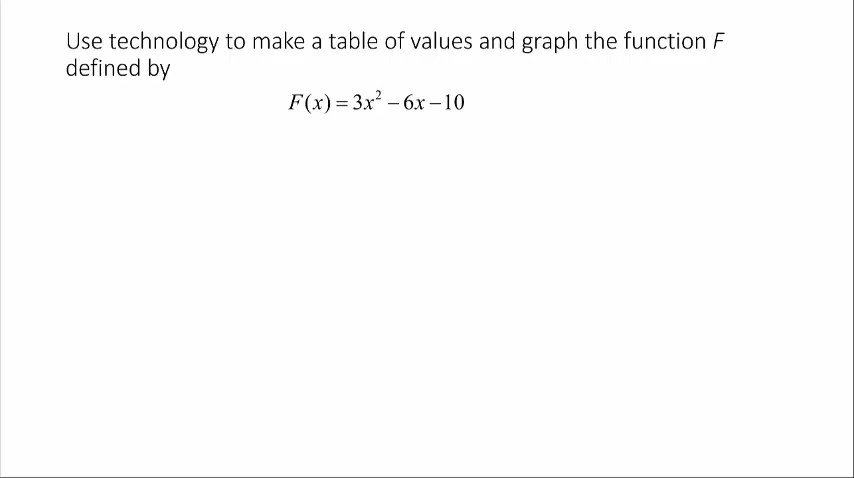 Use technology to make a table of values and graph the function F
defined by
F(x) = 3x² − 6x − 10